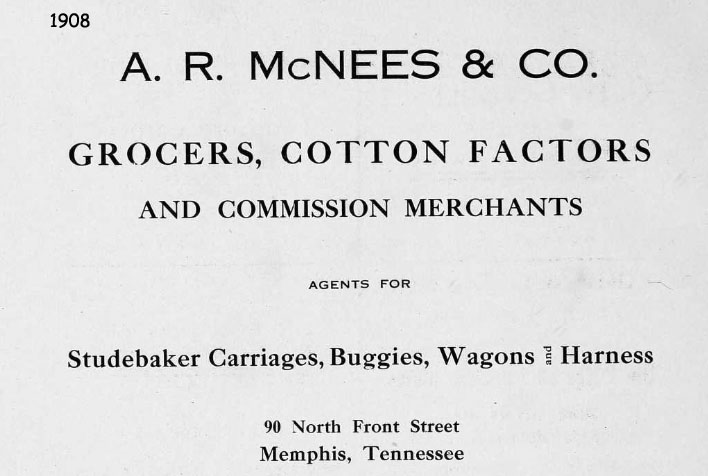 1908
A. R. McNEES & CO.
GROCERS, COTTON FACTORS
AND COMMISSION MERCHANTS
AGENTS FOR
Studebaker Carriages, Buggies, Wagons and Harness
90 North Front Street
Memphis, Tennessee